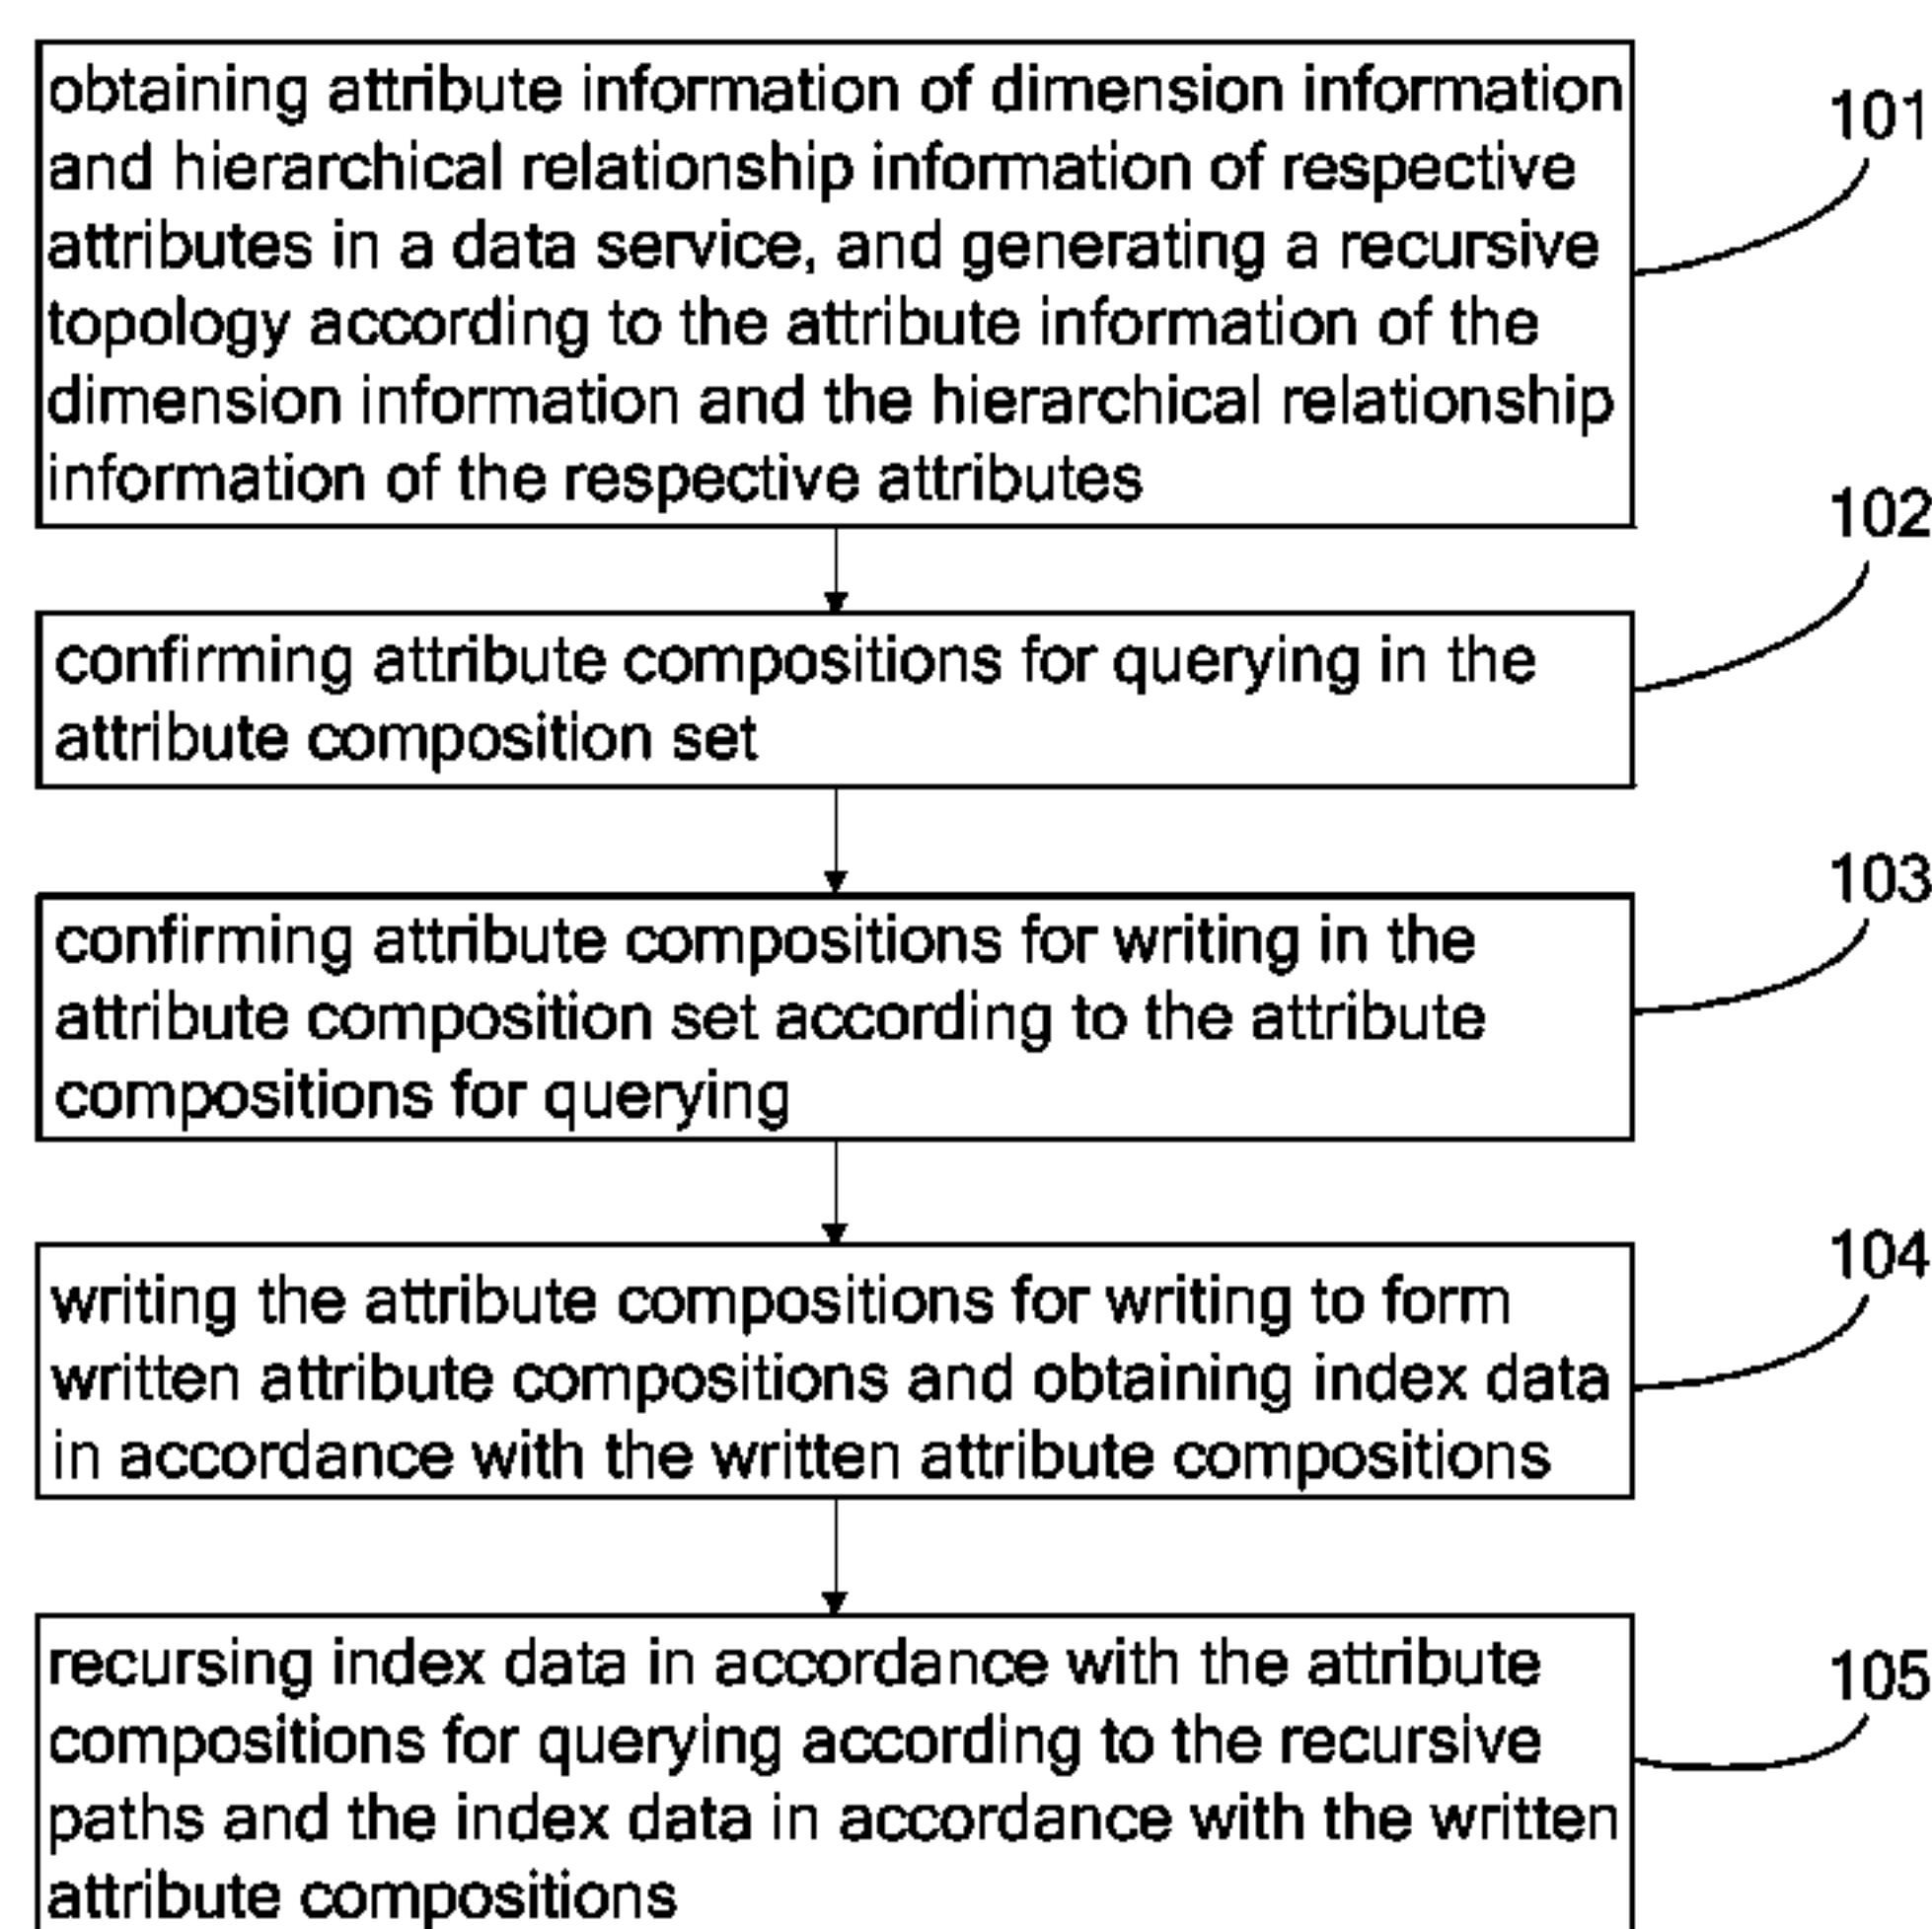 obtaining attribute information of dimension information
and hierarchical relationship information of respective
attributes in a data service, and generating a recursive
topology according to the attribute information of the
dimension information and the hierarchical relationship
information of the respective attributes
101
confirming attribute compositions for querying in the
attribute composition set
102
confirming attribute compositions for writing in the
attribute composition set according to the attribute
compositions for querying
103
writing the attribute compositions for writing to form
written attribute compositions and obtaining index data
in accordance with the written attribute compositions
104
recursing index data in accordance with the attribute
compositions for querying according to the recursive
paths and the index data in accordance with the written
attribute compositions
105